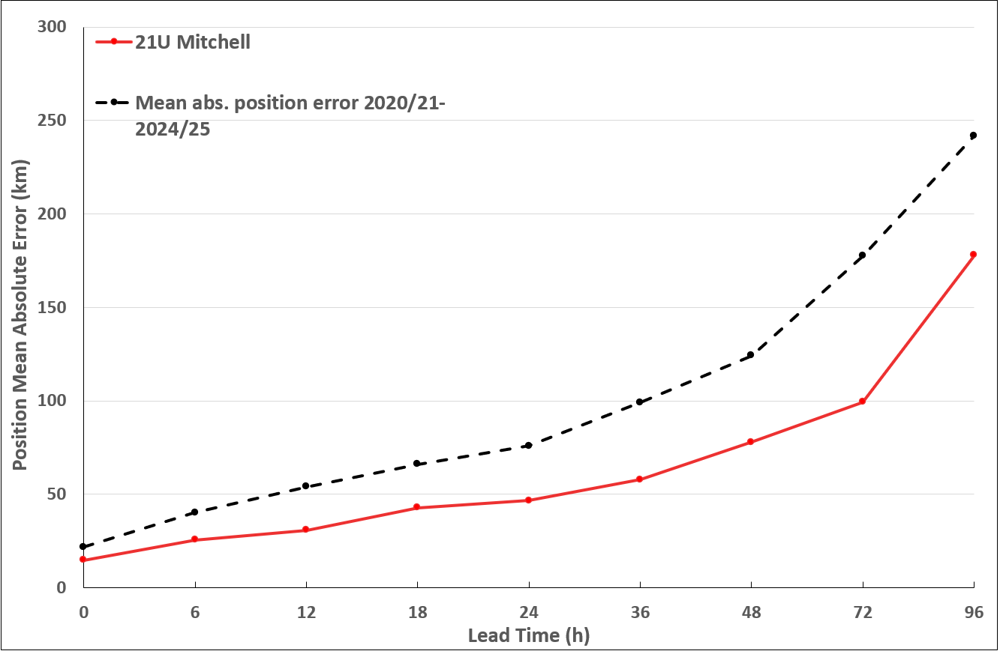 300
21U Mitchell
Mean abs. position error 2020/21-
2024/25
250
200
150
100
50
0
Position Mean Absolute Error (km)
0 6 12 18 24 36 48 72 96
Lead Time (h)